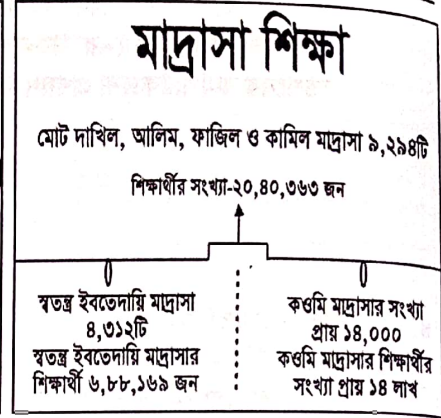 মাদ্রাসা শিক্ষা
মোট দাখিল, আলিম, ফাজিল ও কামিল মাদ্রাসা ৯,২৯৪টি
শিক্ষার্থীর সংখ্যা-২০,৪০,৩৬৩ জন
স্বতন্ত্র ইবতেদায়ি মাদ্রাসা
৪,৩১২টি
স্বতন্ত্র ইবতেদায়ি মাদ্রাসার
শিক্ষার্থী ৬,৮৮,১৬৯ জন
কওমি মাদ্রাসার সংখ্যা
প্রায় ১৪,০০০
কওমি মাদ্রাসার শিক্ষার্থীর
সংখ্যা প্রায় ১৪ লাখ